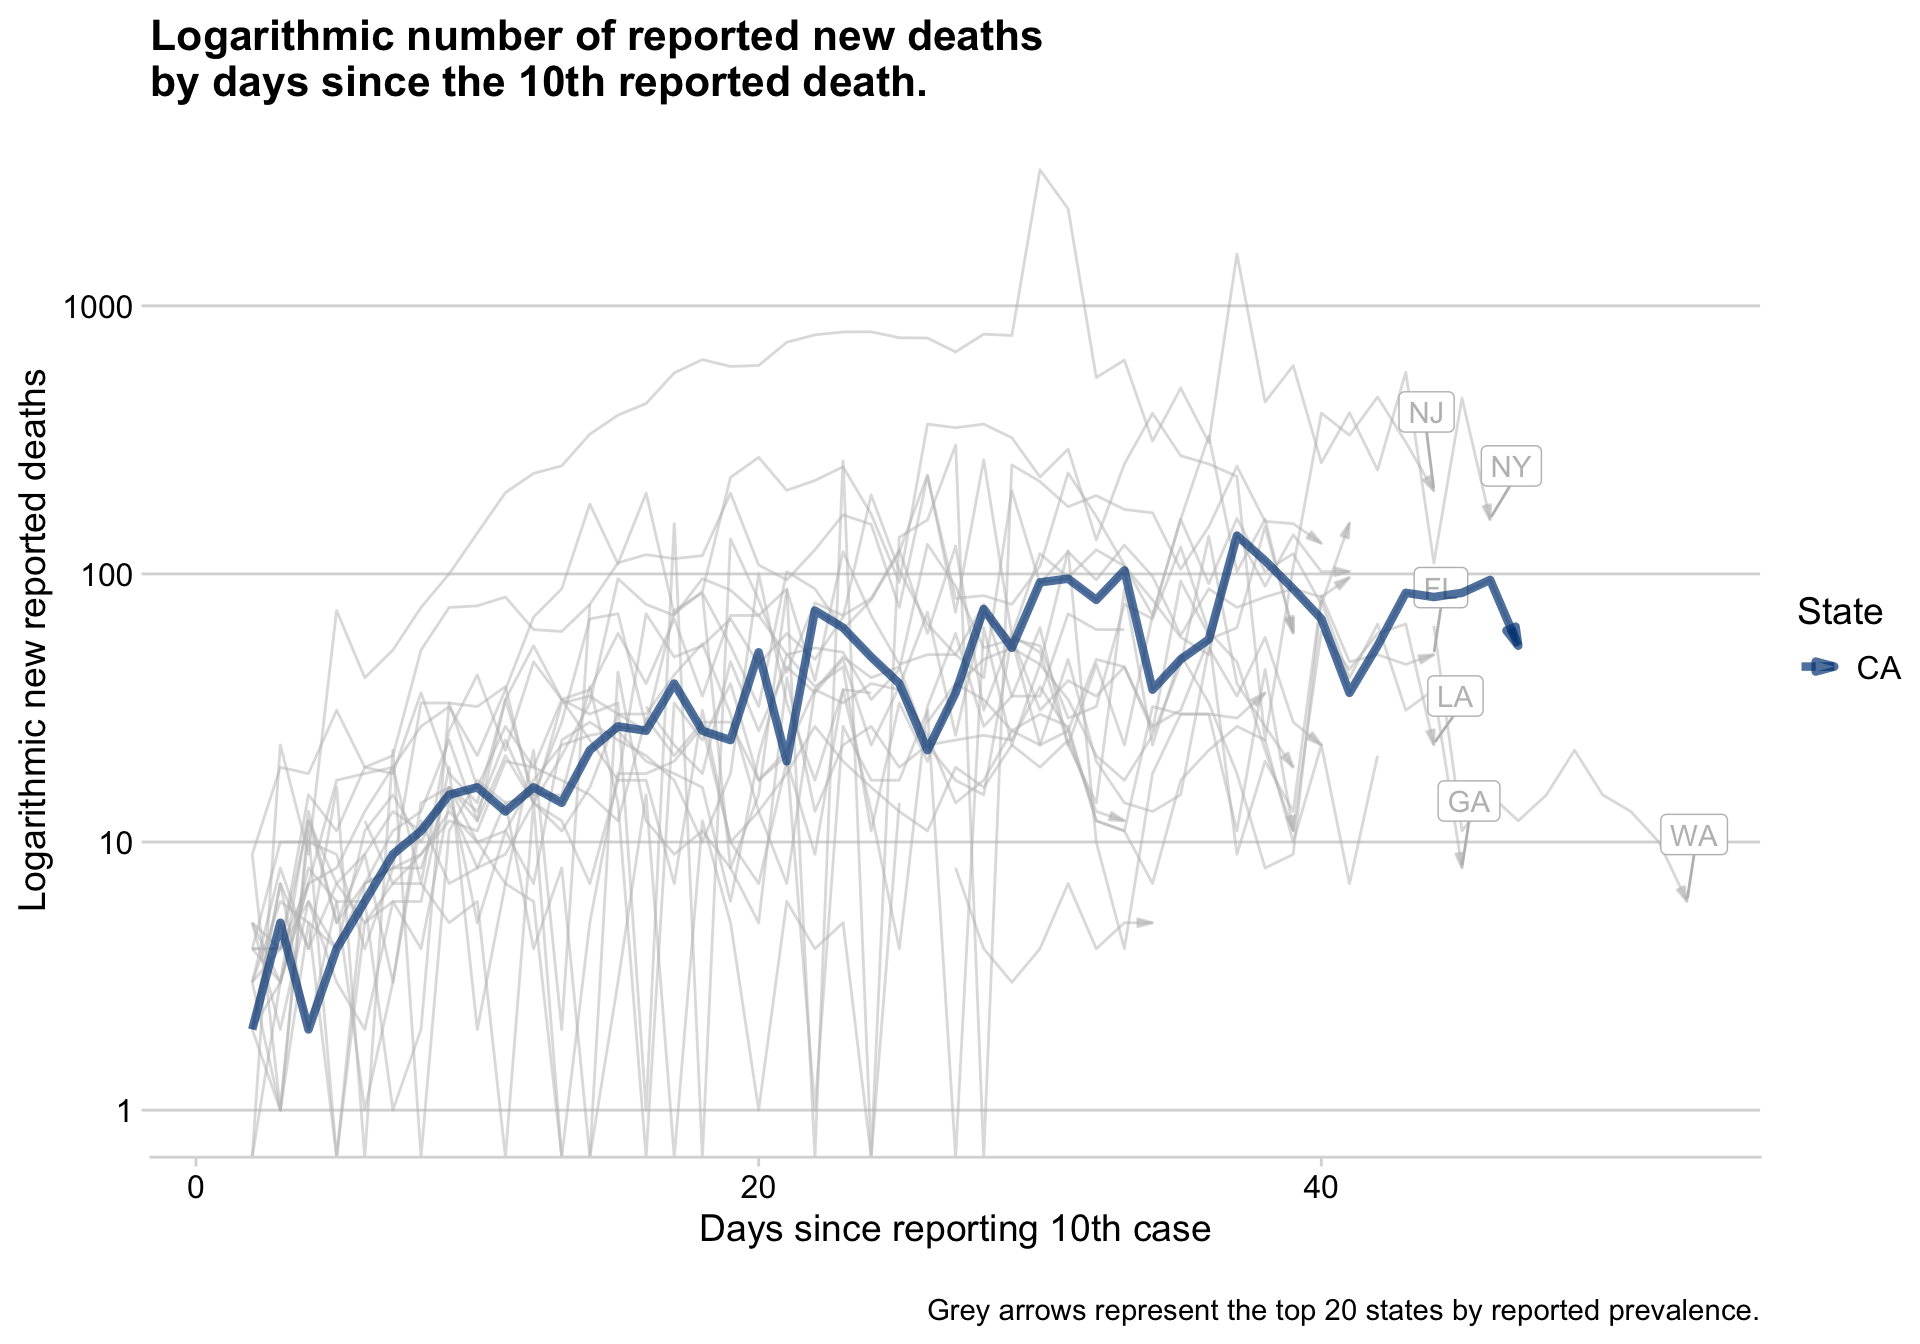 Logarithmic number of reported new deaths
by days since the 10th reported death.
Logarithmic new reported deaths
1000
100
10
1
NJ
NY
FL
LA
GA
WA
State
CA
0
20
40
Days since reporting 10th case
Grey arrows represent the top 20 states by reported prevalence.